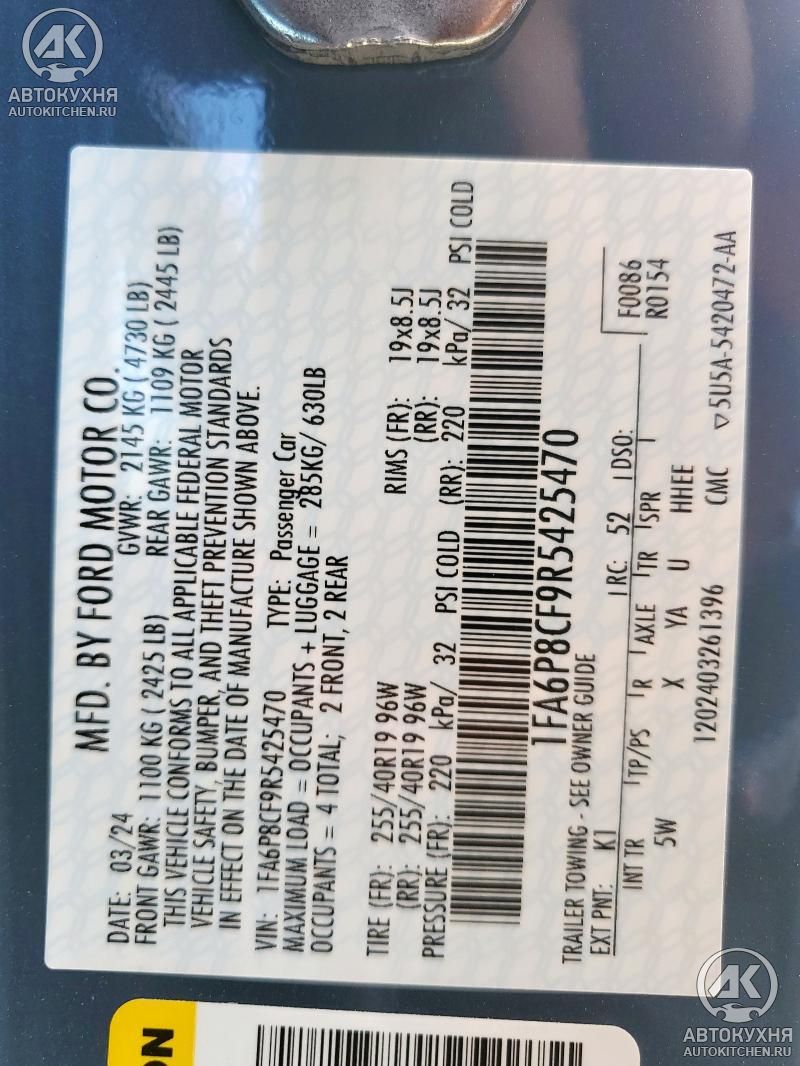 AK
АВТОКУХНЯ
AUTOKITCHEN.RU
MFD. BY FORD MOTOR CO.
DATE: 03/24 GVWR: 2145 KG ( 4730 LB)
FRONT GAWR: 1100 KG ( 2425 LB) REAR GAWR: 1109 KG ( 2445 LB)
THIS VEHICLE CONFORMS TO ALL APPLICABLE FEDERAL MOTOR
VEHICLE SAFETY, BUMPER, AND THEFT PREVENTION STANDARDS
IN EFFECT ON THE DATE OF MANUFACTURE SHOWN ABOVE.
VIN: 1FA6P8CF9R5425470 TYPE: Passenger Car
MAXIMUM LOAD = OCCUPANTS + LUGGAGE = 285KG/ 630LB
OCCUPANTS = 4 TOTAL; 2 FRONT, 2 REAR
TIRE (FR): 255/40R19 96W RIMS (FR): 19x8.5J
(RR): 255/40R19 96W (RR): 19x8.5J
PRESSURE (FR): 220 kPa/ 32 PSI COLD (RR): 220 kPa/ 32 PSI COLD
1FA6P8CF9R5425470
TRAILER TOWING - SEE OWNER GUIDE
F0086
R0154
EXT PNT: K1 RC: 52 DSO:
INT TR TP/PS R AXLE TR SPR
5W X YA U HHEE
1202403261396 CMC ▽5U5A-5420472-AA
ON
AK
АВТОКУХНЯ
AUTOKITCHEN.RU